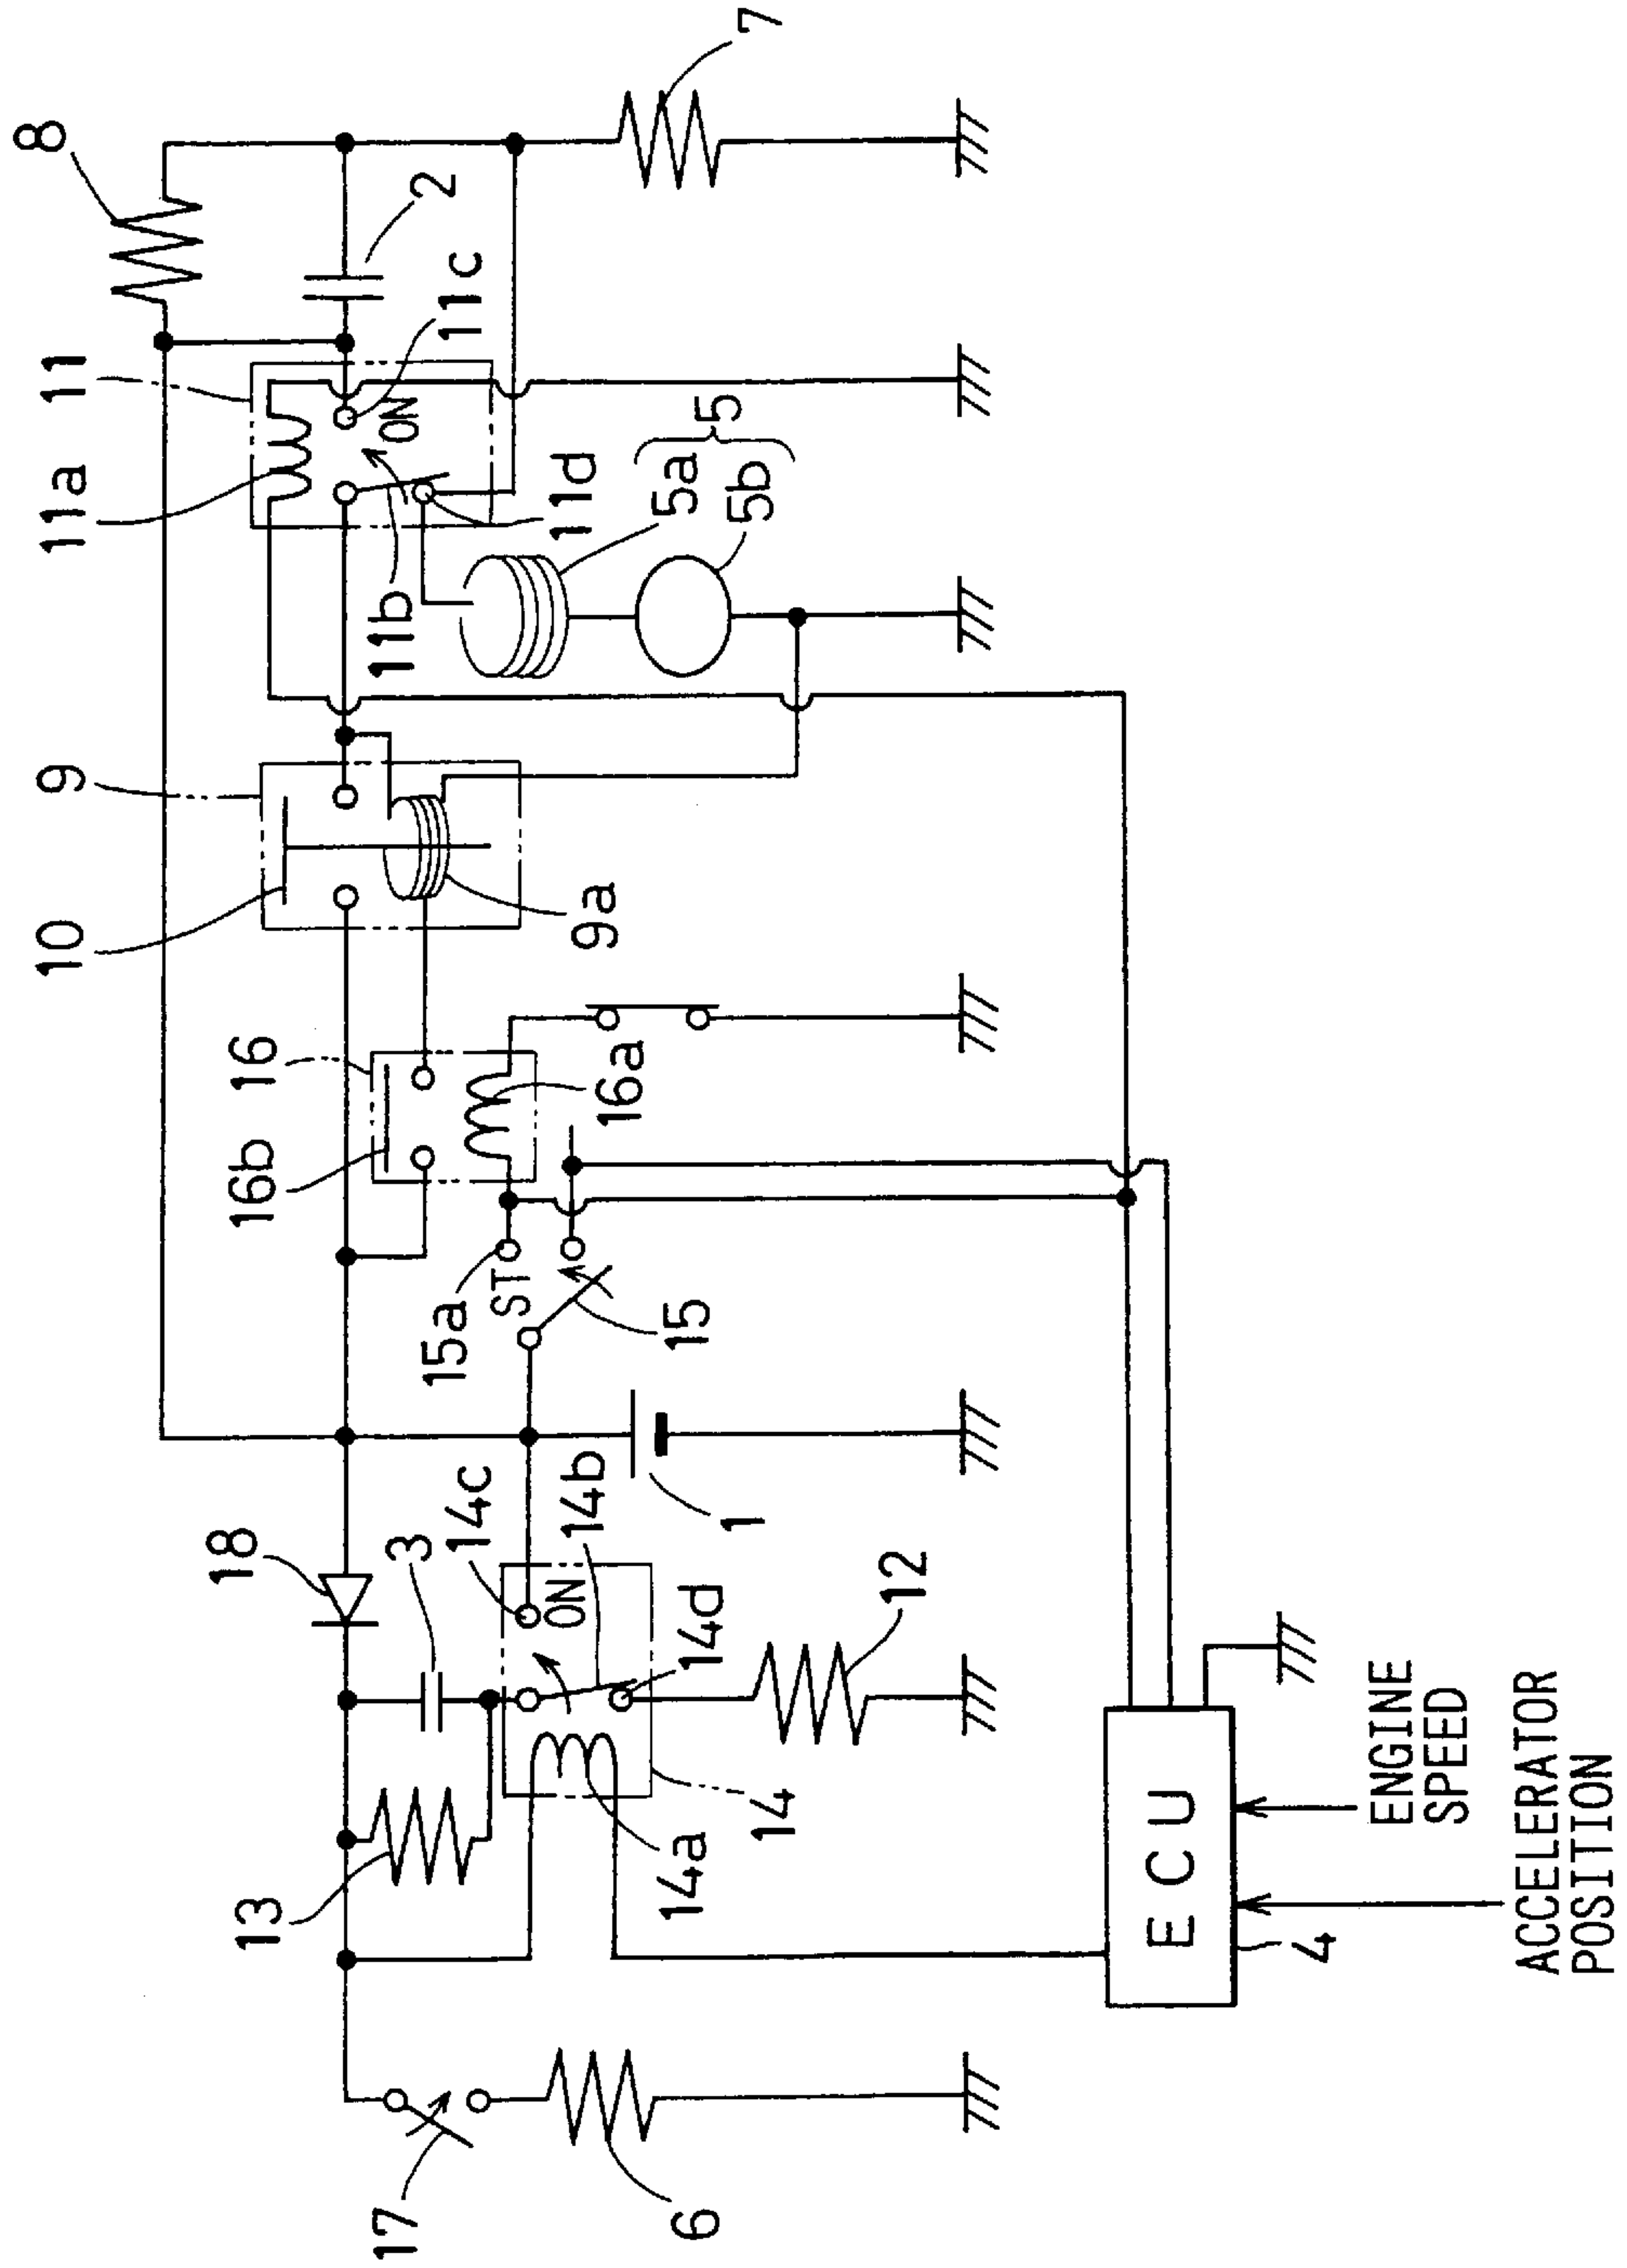 7
8
2
11c
11
ON
11a
11d
5
5a
5b
11b
9
9a
10
16
16a
16b
15a
ST
15
1
14c
14b
18
3
ON
14d
12
14
14a
13
ECU
4
ENGINE
SPEED
ACCELERATOR
POSITION
17
6